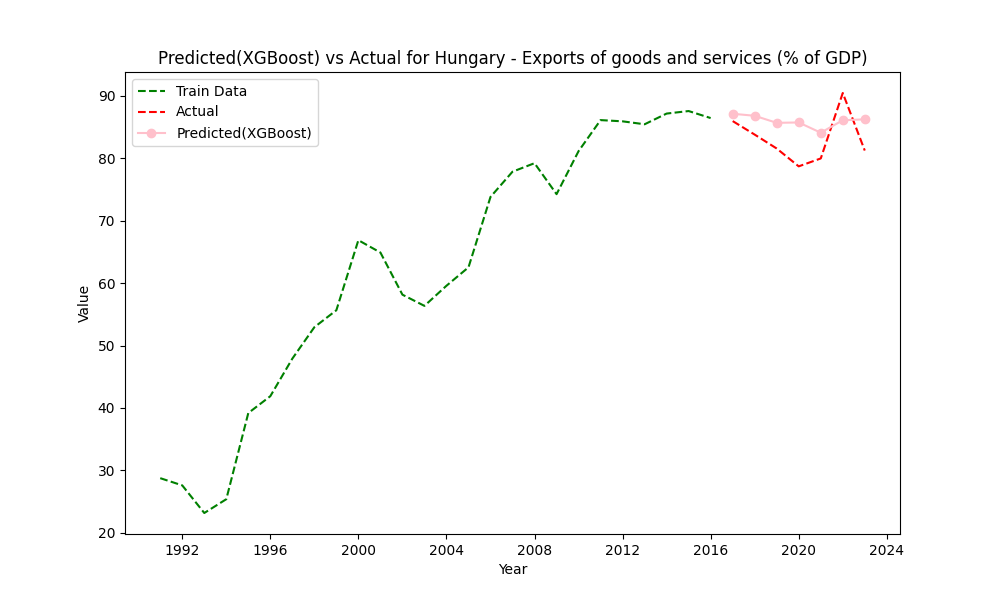 Predicted(XGBoost) vs Actual for Hungary - Exports of goods and services (% of GDP)
Train Data
Actual
Predicted(XGBoost)
90
80
70
60
50
40
30
20
Value
1992 1996 2000 2004 2008 2012 2016 2020 2024
Year